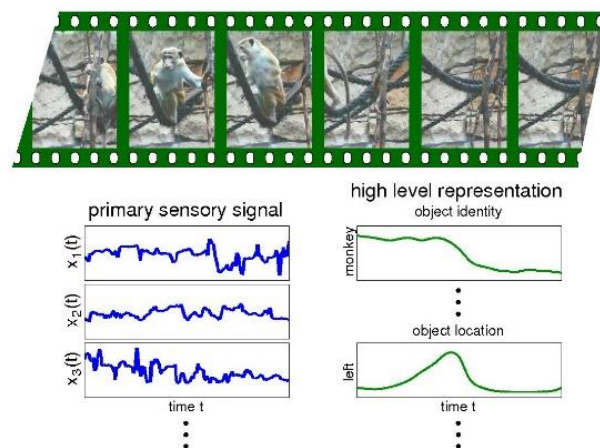 primary sensory signal
x1(t)
x2(t)
x3(t)
time t
high level representation
object identity
monkey
object location
left
time t